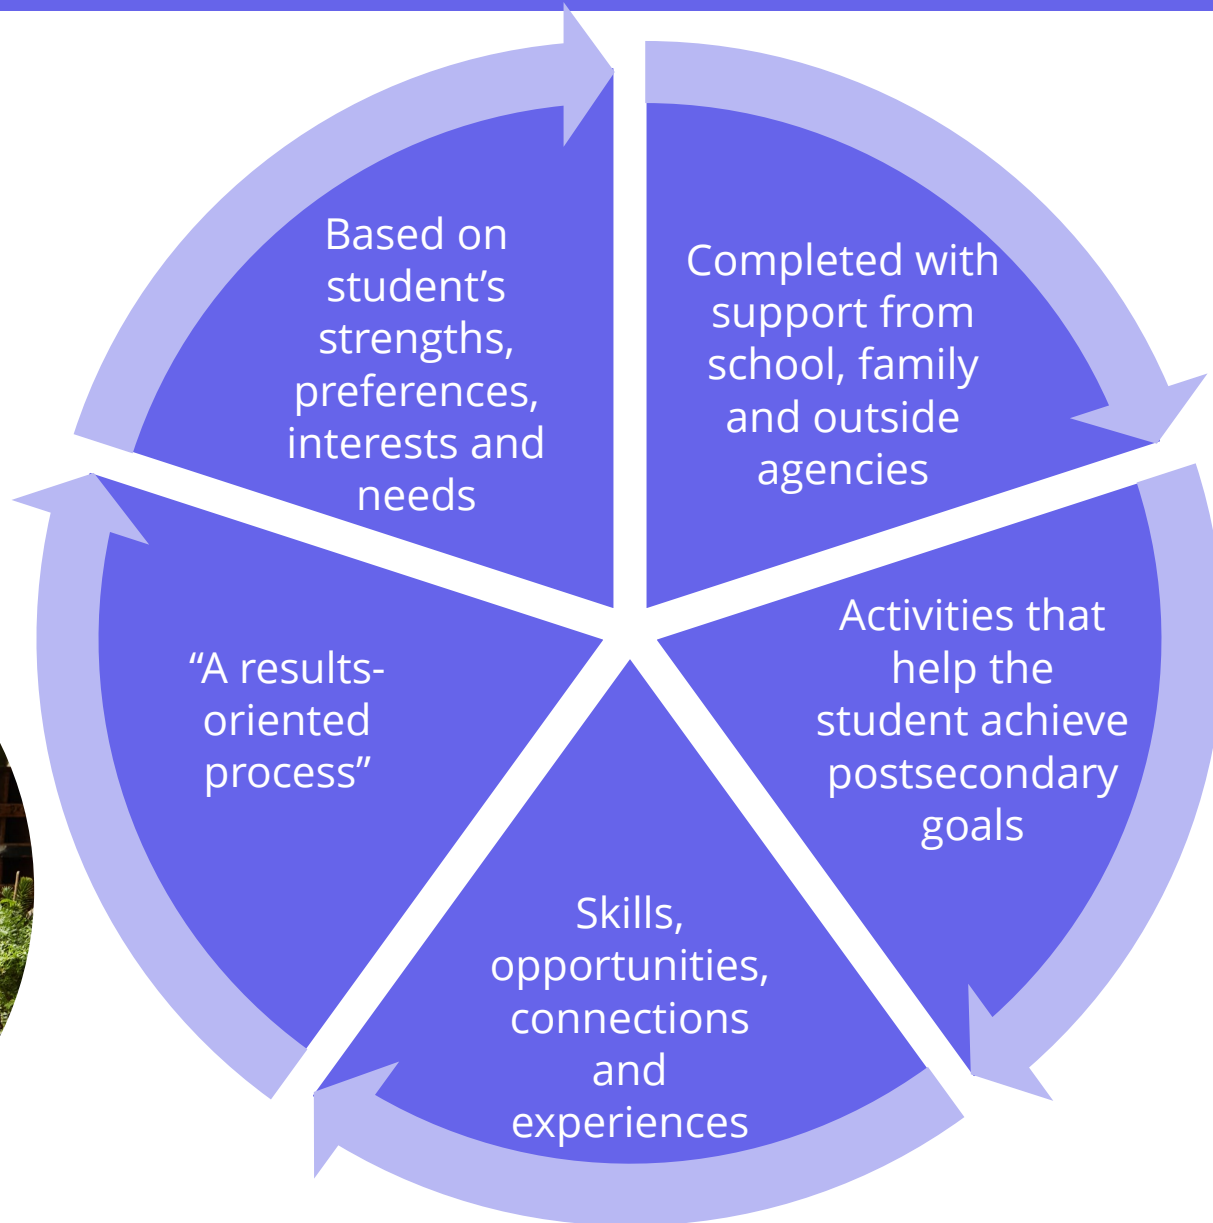 Based on
student’s
strengths,
preferences,
interests and
needs
Completed with
support from
school, family
and outside
agencies
Activities that
help the
student achieve
postsecondary
goals
Skills,
opportunities,
connections
and
experiences
“A results-
oriented
process”